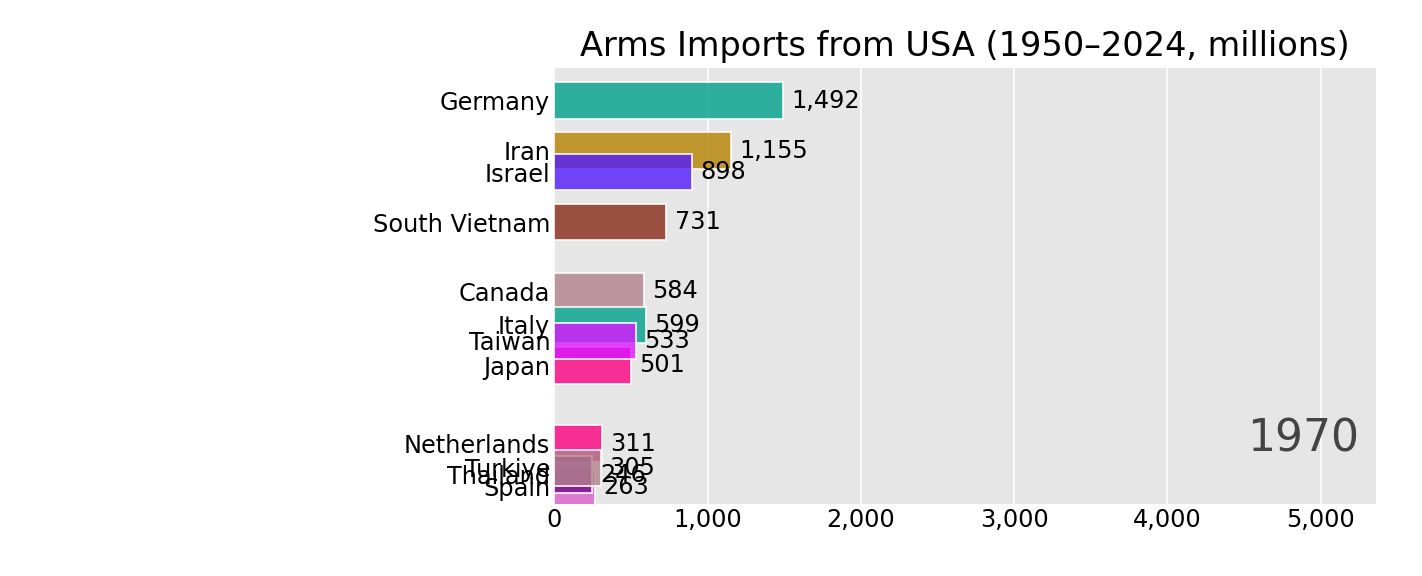 Arms Imports from USA (1950–2024, millions)
Germany 1,492
Iran 1,155
Israel 898
South Vietnam 731
Canada 584
Italy 599
Taiwan 533
Japan 501
1970
Netherlands 311
Turkiye 305
Thailand 246
Spain 263
0 1,000 2,000 3,000 4,000 5,000